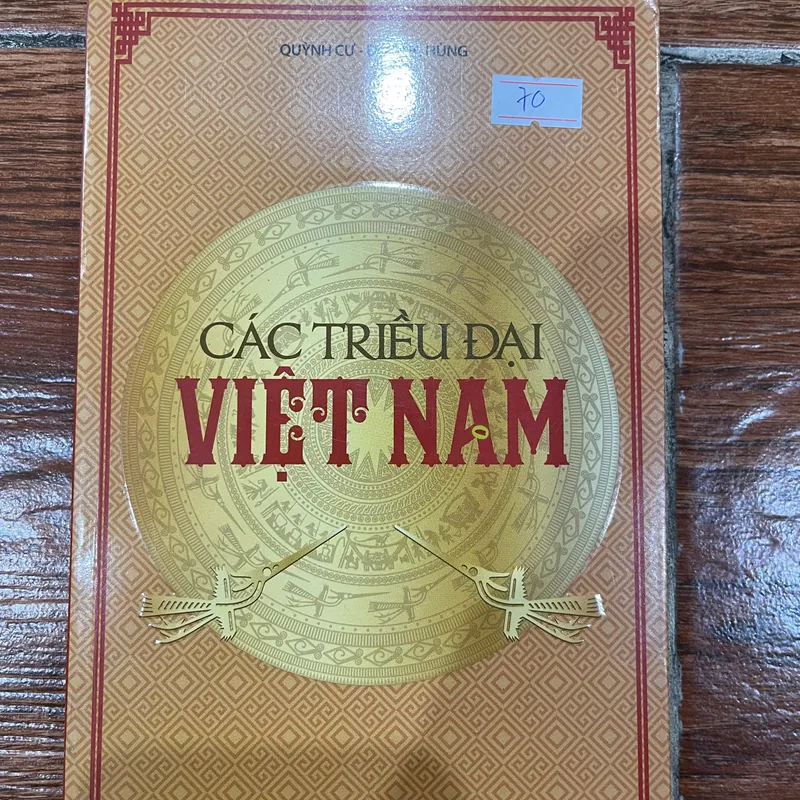 QUỲNH CƯ - HÙNG
70
CÁC TRIỀU ĐẠI
VIỆT NAM